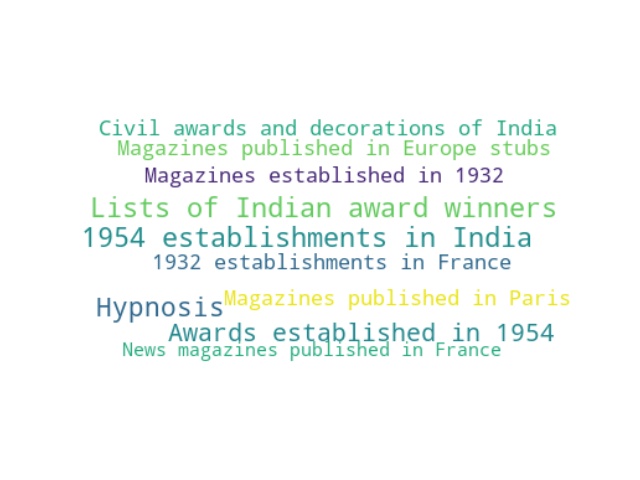 Civil awards and decorations of India
Magazines published in Europe stubs
Magazines established in 1932
Lists of Indian award winners
1954 establishments in India
1932 establishments in France
Magazines published in Paris
Hypnosis
Awards established in 1954
News magazines published in France